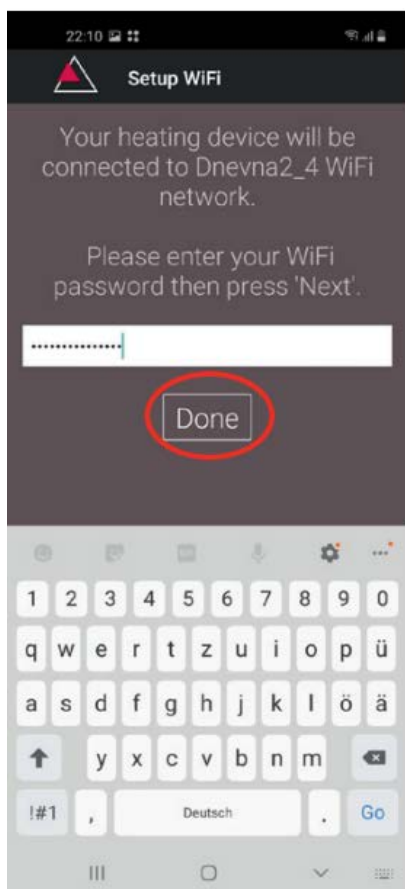 22:10
Setup WiFi
Your heating device will be
connected to Dnevna2_4 WiFi
network.
Please enter your WiFi
password then press 'Next'.
•••••••••••••••
Done
1 2 3 4 5 6 7 8 9 0
q w e r t z u i o p ü
a s d f g h j k l ö ä
y x c v b n m
!#1 , Deutsch . Go